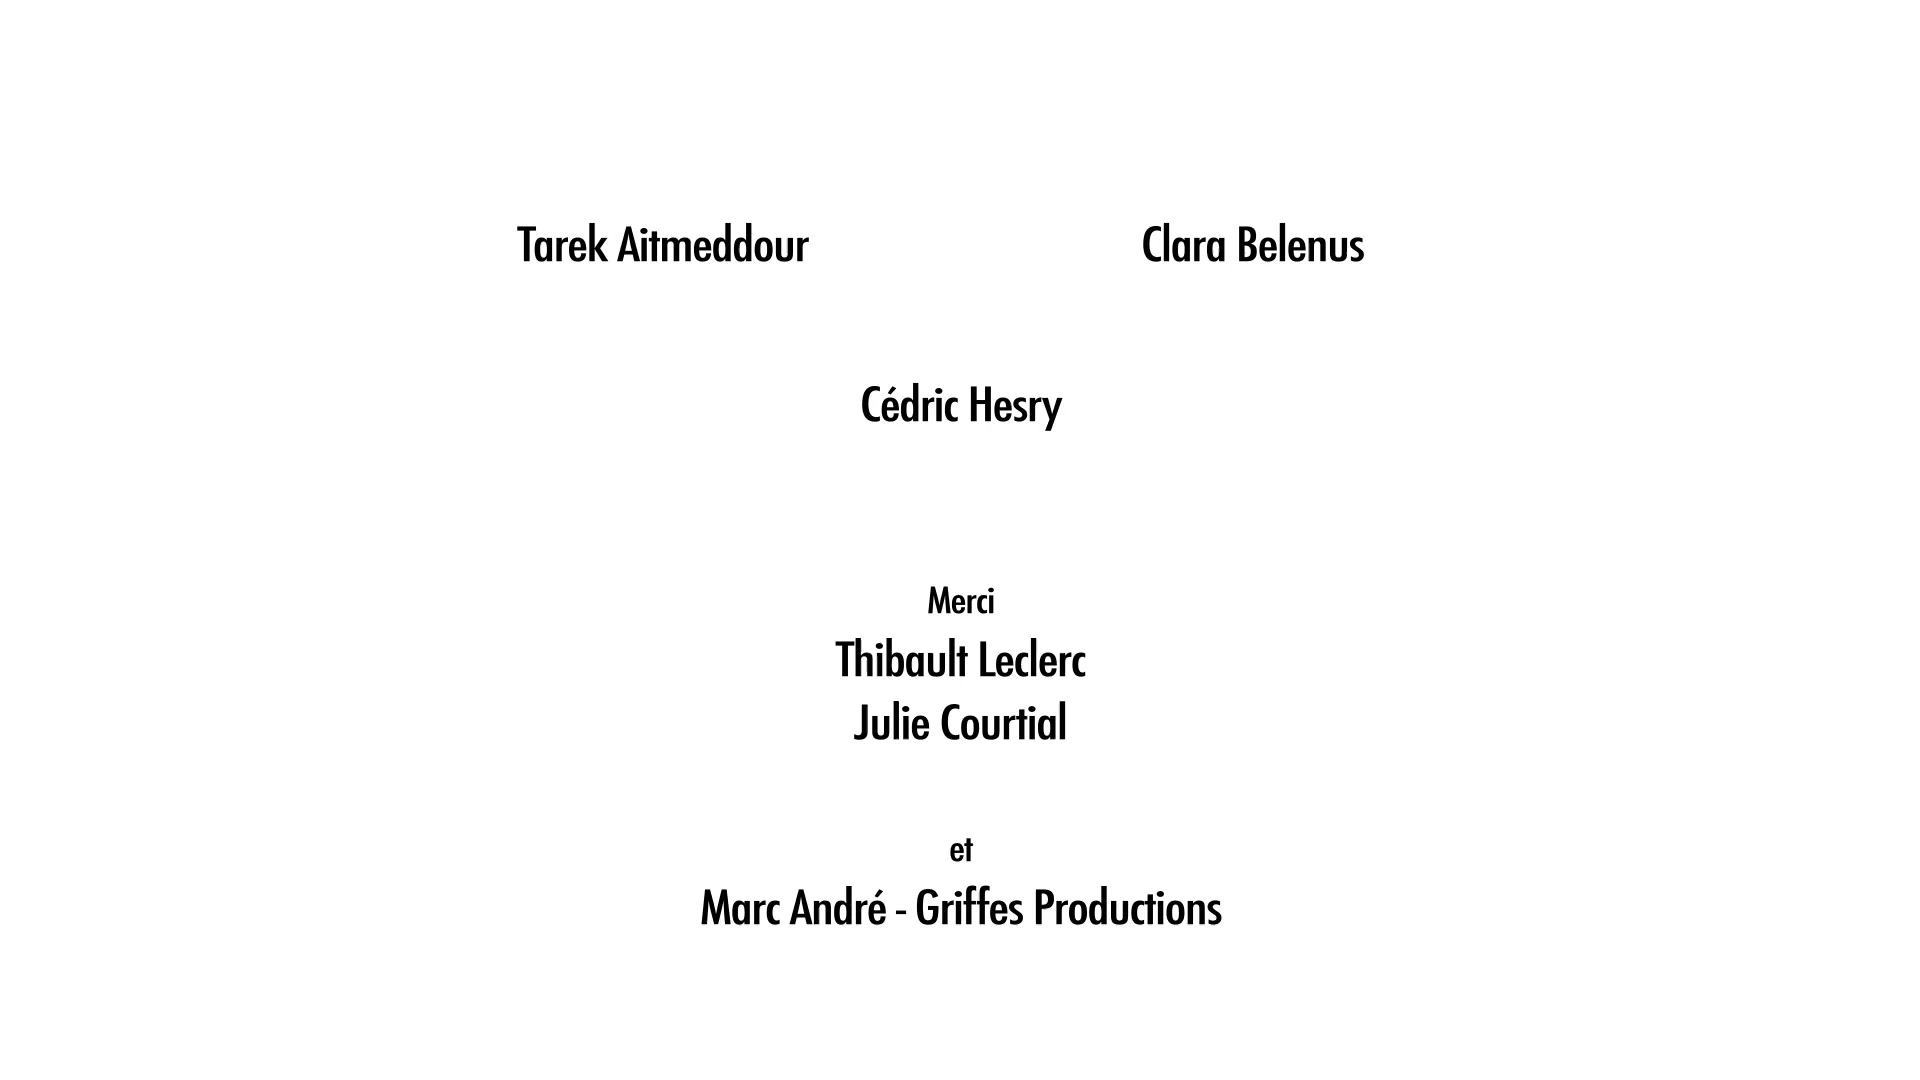 Tarek Aitmeddour Clara Belenus
Cédric Hesry
Merci
Thibault Leclerc
Julie Courtial
et
Marc André - Griffes Productions